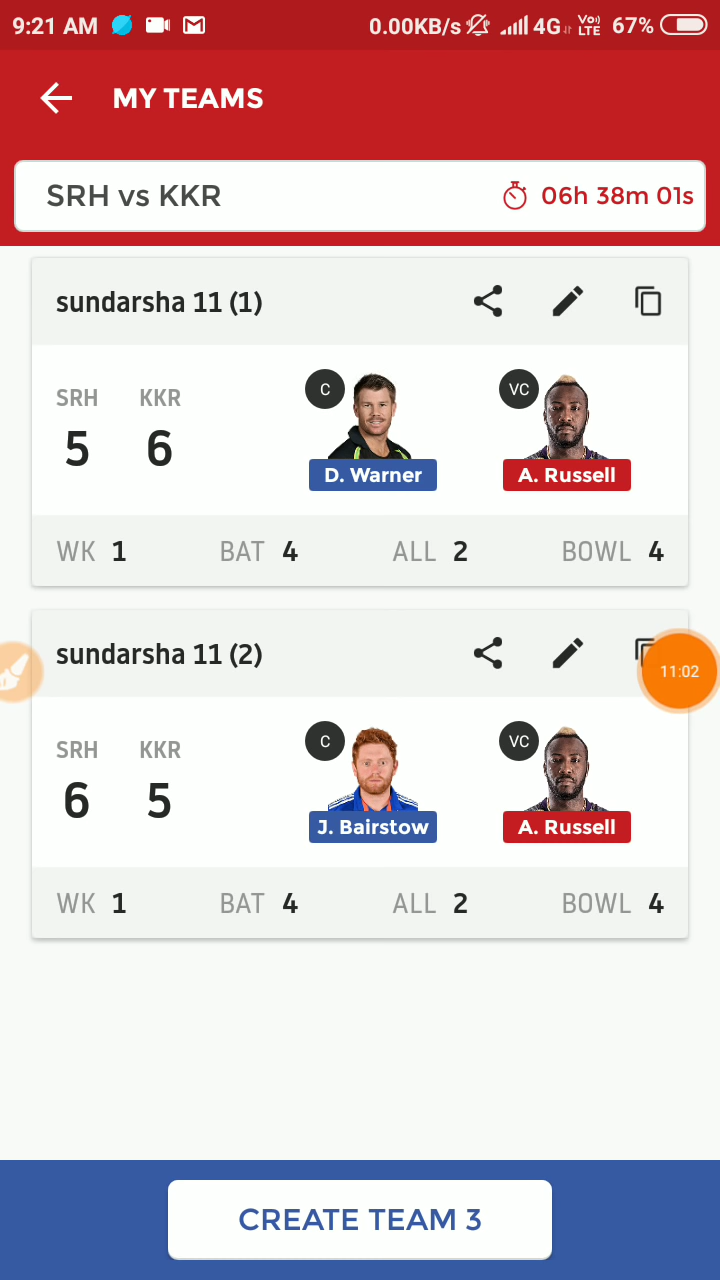 9:21 AM 0.00KB/s 4G Vo) LTE 67%
MY TEAMS
SRH vs KKR 06h 38m 01s
sundarsha 11 (1)
SRH KKR C VC
5 6
D. Warner A. Russell
WK 1 BAT 4 ALL 2 BOWL 4
sundarsha 11 (2)
11:02
SRH KKR C VC
6 5
J. Bairstow A. Russell
WK 1 BAT 4 ALL 2 BOWL 4
CREATE TEAM 3